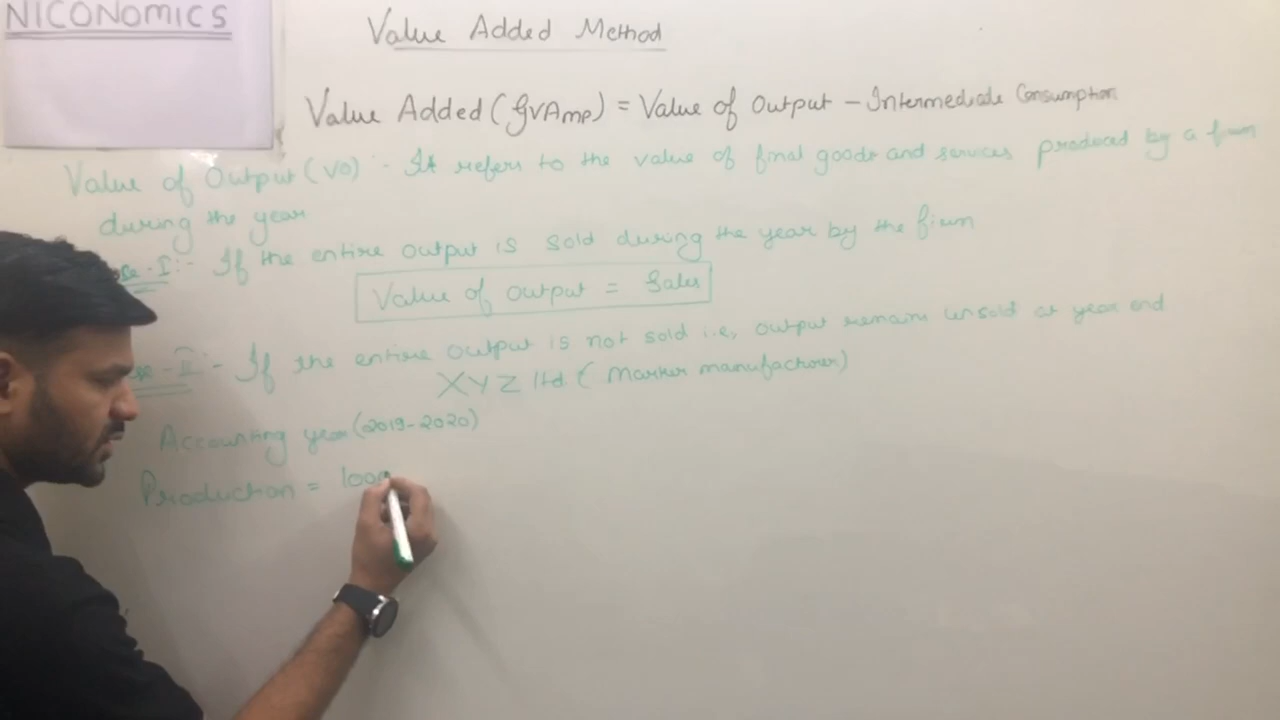 NICONOMICS
Value Added Method
Value Added (GVAMP) = Value of Output - Intermediate Consumption
Value of Output (VO) - It refers to the value of final goods and services produced by a firm
during the year
- I :- If the entire output is sold during the year by the firm
Value of output = Sales
- II :- If the entire output is not sold i.e., output remains unsold at year end
XYZ ltd ( Marker manufacturer)
Accounting year (2019-2020)
Production = 1000